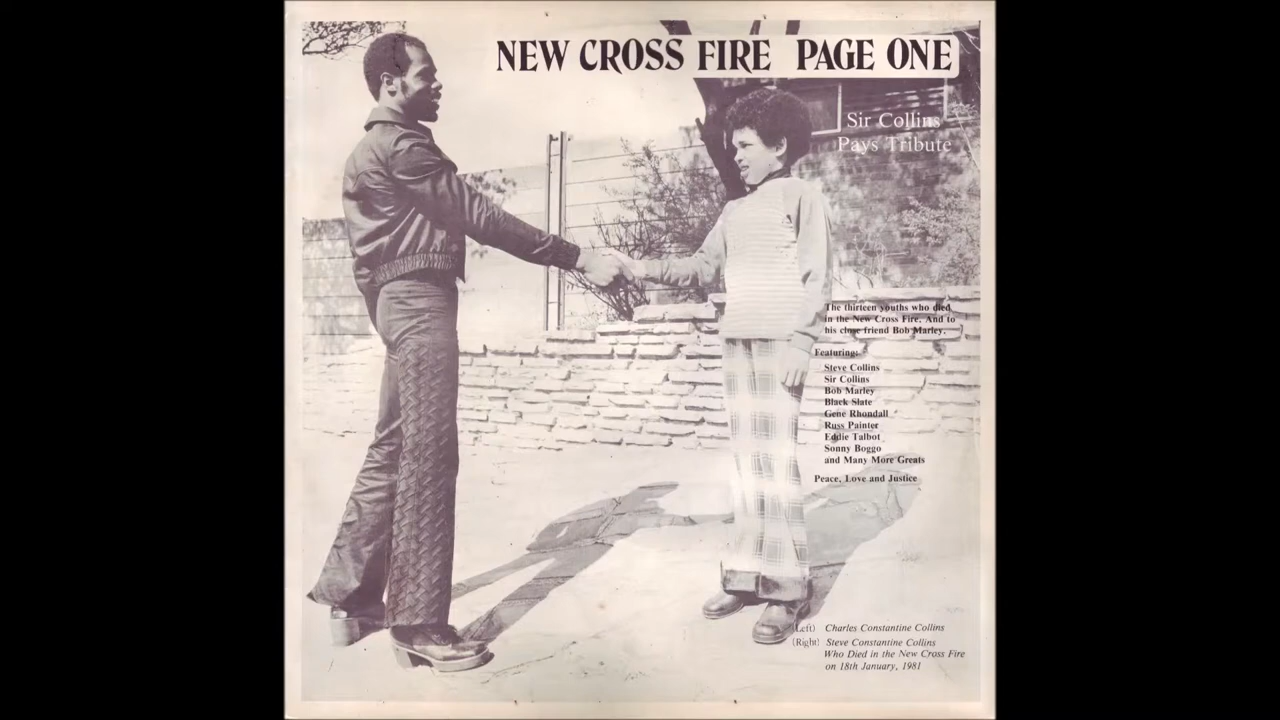 NEW CROSS FIRE PAGE ONE
Sir Collins
Pays Tribute
The thirteen youths who died
in the New Cross Fire. And to
his close friend Bob Marley.
Featuring:
Steve Collins
Sir Collins
Bob Marley
Black Slate
Gene Rhondall
Russ Painter
Eddie Talbot
Sonny Boggo
and Many More Greats
Peace, Love and Justice
(Left) Charles Constantine Collins
(Right) Steve Constantine Collins
Who Died in the New Cross Fire
on 18th January, 1981